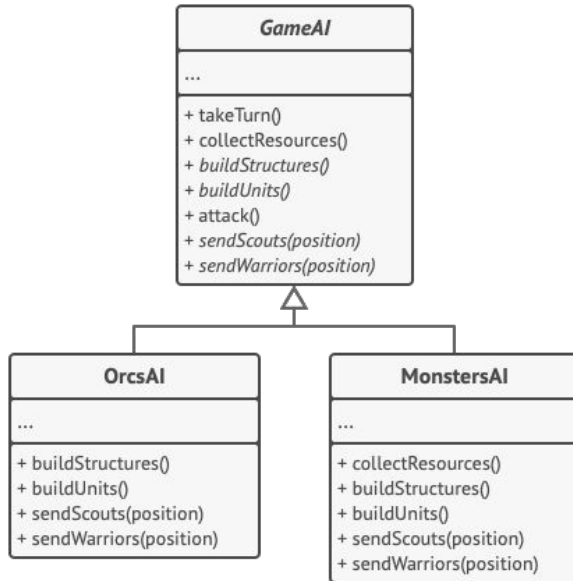 GameAI
...
+ takeTurn()
+ collectResources()
+ buildStructures()
+ buildUnits()
+ attack()
+ sendScouts(position)
+ sendWarriors(position)
OrcsAI
...
+ buildStructures()
+ buildUnits()
+ sendScouts(position)
+ sendWarriors(position)
MonstersAI
...
+ collectResources()
+ buildStructures()
+ buildUnits()
+ sendScouts(position)
+ sendWarriors(position)